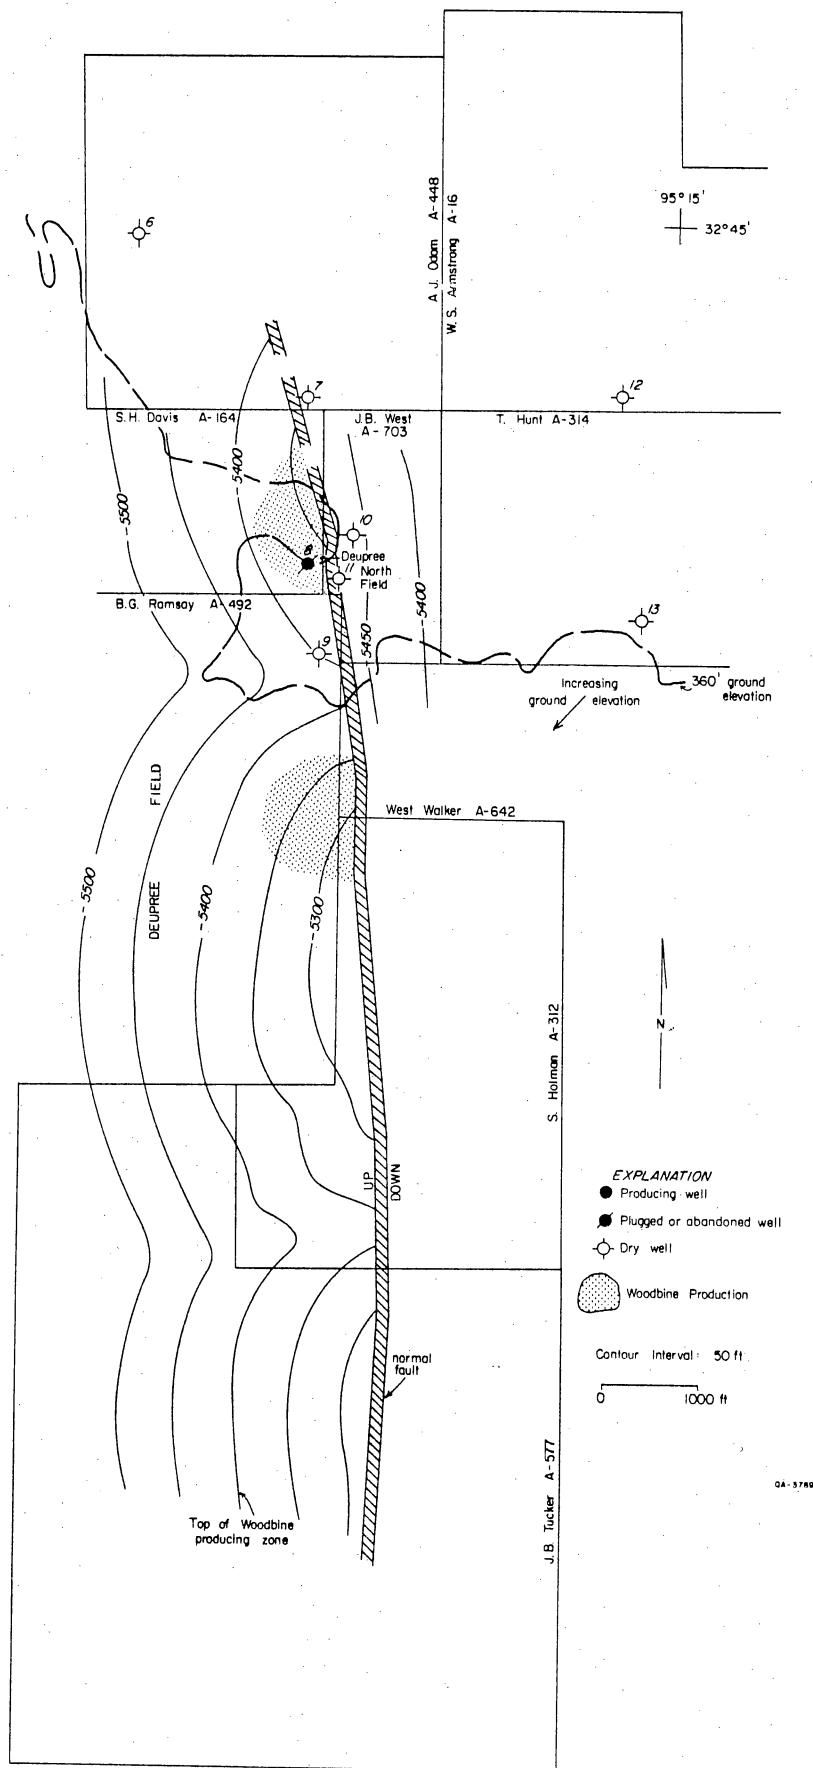 6
A.J. Odom A-448
W.S. Armstrong A-16
95°15'
32°45'
7
12
S.H. Davis A-164
J.B. West
A-703
T. Hunt A-314
-5500
-5400
10
8
Deupree
North
Field
11
B.G. Ramsay A-492
9
-5450
-5400
13
360' ground
elevation
Increasing
ground elevation
DEUPREE FIELD
West Walker A-642
-5500
-5400
-5300
S. Holman A-312
N
UP
DOWN
EXPLANATION
Producing well
Plugged or abandoned well
Dry well
Woodbine Production
Contour Interval: 50 ft
0 1000 ft
normal
fault
J.B. Tucker A-577
QA-3789
Top of Woodbine
producing zone